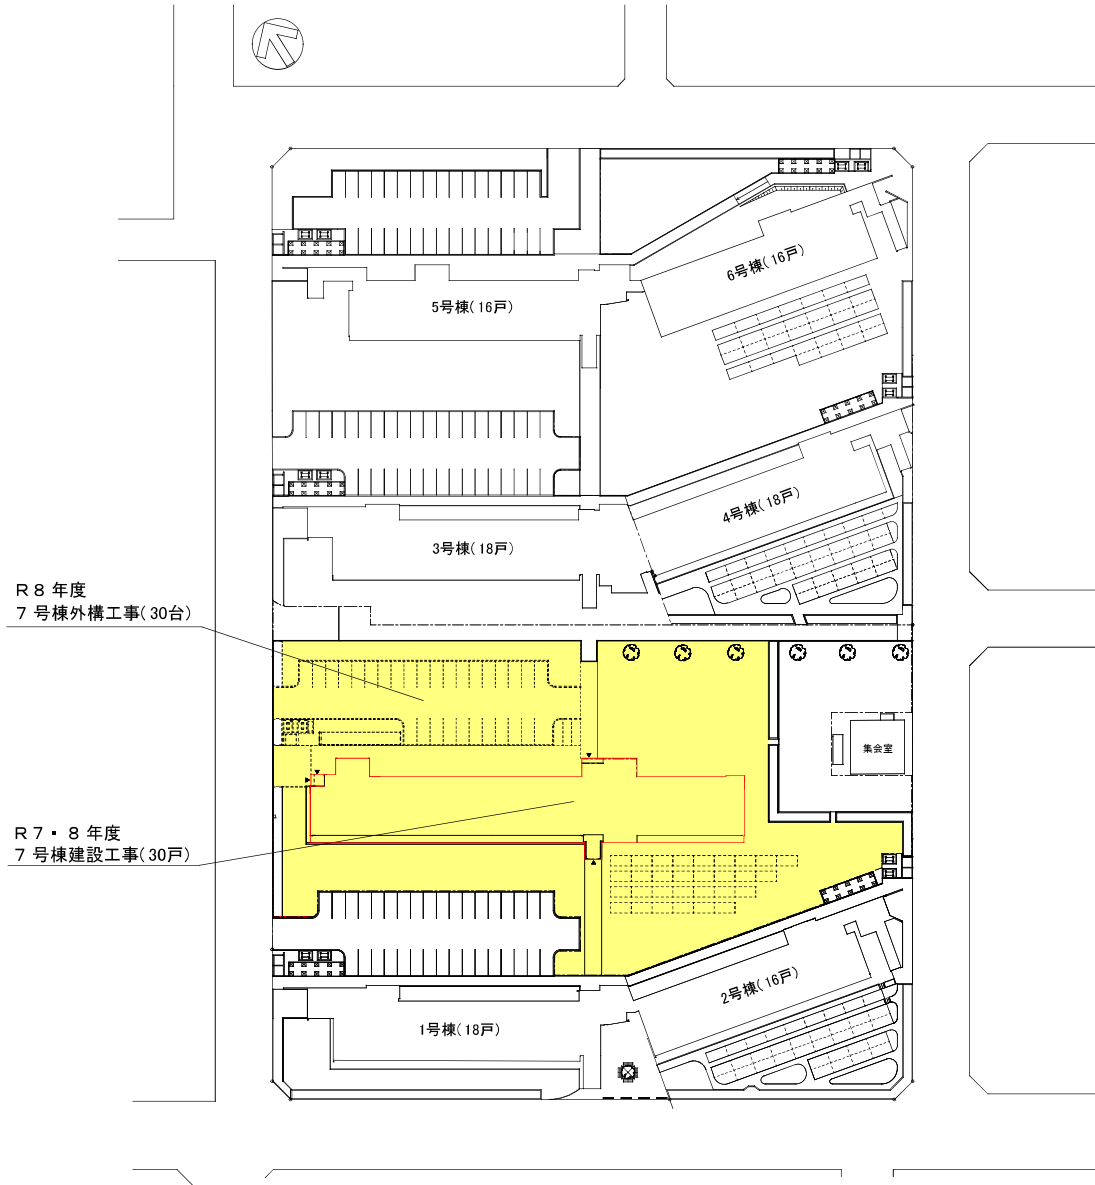 6号棟(16戸)
5号棟(16戸)
4号棟(18戸)
3号棟(18戸)
R8年度
7号棟外構工事(30台)
集会室
R7・8年度
7号棟建設工事(30戸)
2号棟(16戸)
1号棟(18戸)